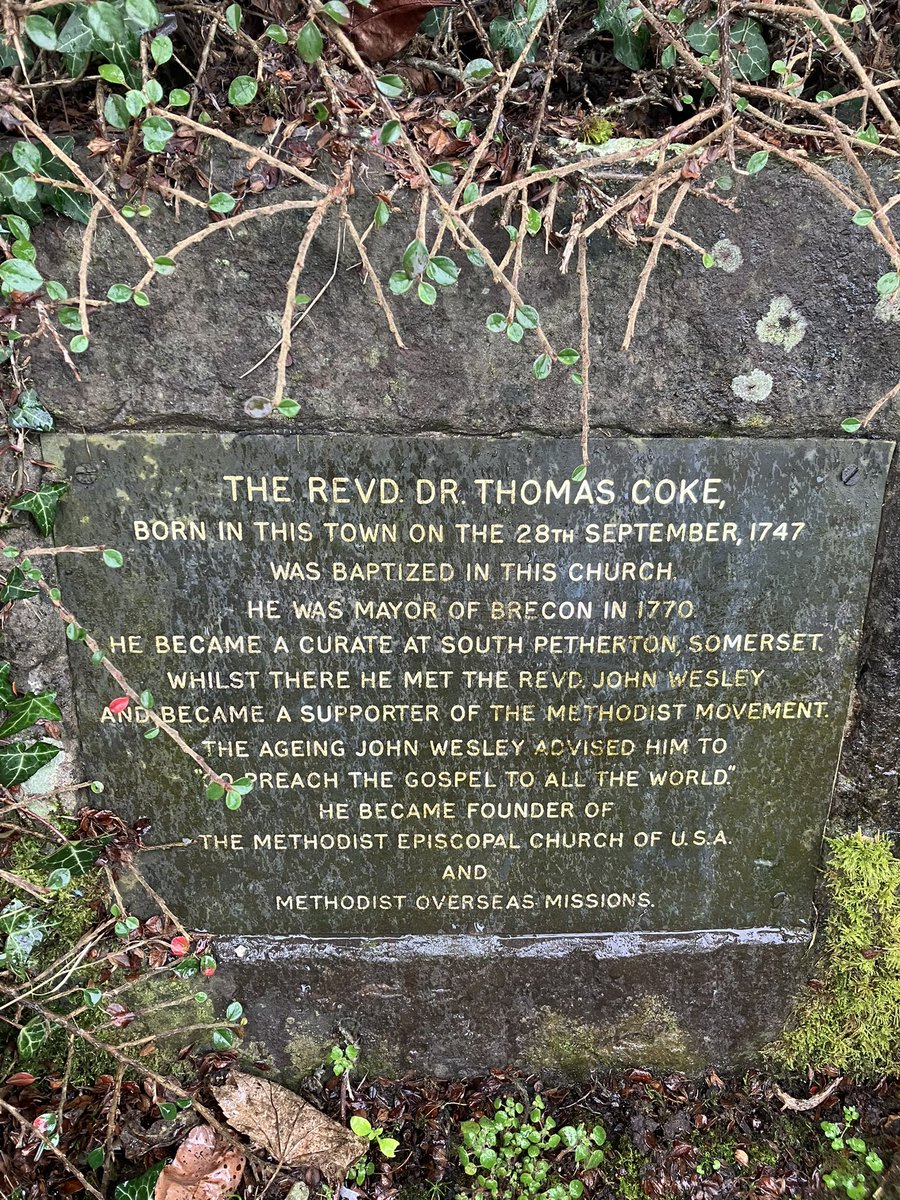 THE REVD. DR. THOMAS COKE,
BORN IN THIS TOWN ON THE 28TH SEPTEMBER, 1747
WAS BAPTIZED IN THIS CHURCH.
HE WAS MAYOR OF BRECON IN 1770
HE BECAME A CURATE AT SOUTH PETHERTON, SOMERSET.
WHILST THERE HE MET THE REVD. JOHN WESLEY
AND BECAME A SUPPORTER OF THE METHODIST MOVEMENT.
THE AGEING JOHN WESLEY ADVISED HIM TO
"GO PREACH THE GOSPEL TO ALL THE WORLD."
HE BECAME FOUNDER OF
THE METHODIST EPISCOPAL CHURCH OF U.S.A.
AND
METHODIST OVERSEAS MISSIONS.